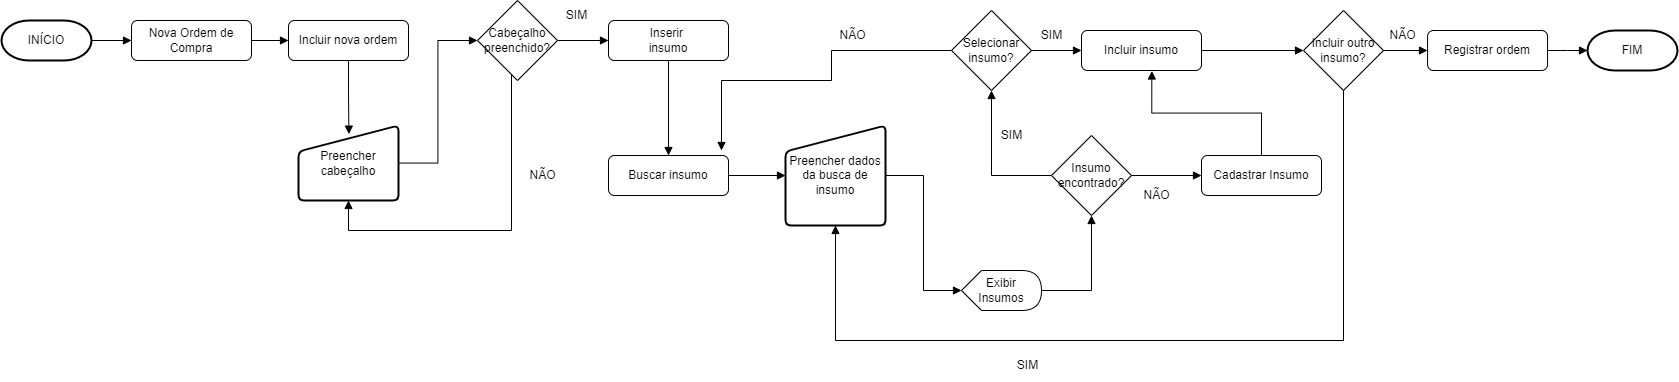 INÍCIO
Nova Ordem de
Compra
Incluir nova ordem
Preencher
cabeçalho
Cabeçalho
preenchido?
SIM
NÃO
Inserir
insumo
Buscar insumo
Preencher dados
da busca de
insumo
Exibir
Insumos
Insumo
encontrado?
SIM
NÃO
Cadastrar Insumo
Selecionar
insumo?
NÃO
SIM
Incluir insumo
Incluir outro
insumo?
NÃO
SIM
Registrar ordem
FIM